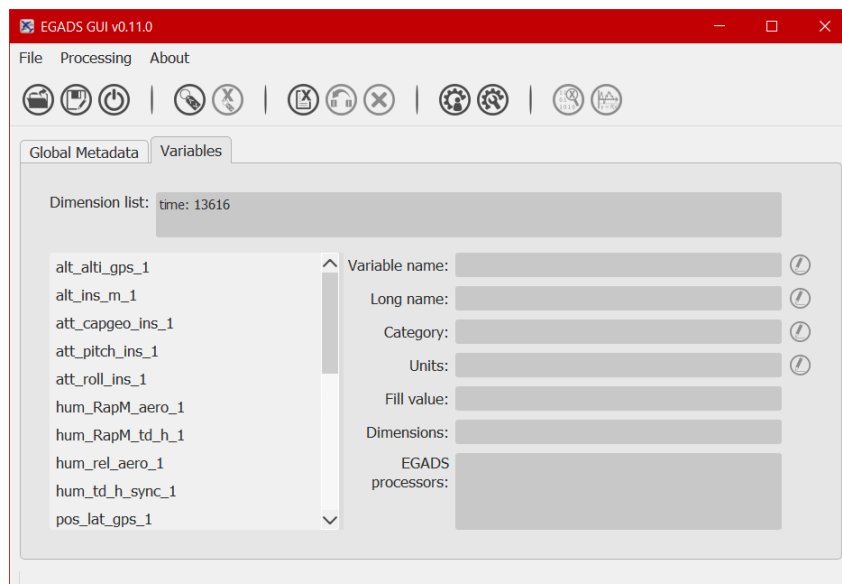 EGADS GUI v0.11.0
File Processing About
Global Metadata Variables
Dimension list: time: 13616
alt_alti_gps_1
alt_ins_m_1
att_capgeo_ins_1
att_pitch_ins_1
att_roll_ins_1
hum_RapM_aero_1
hum_RapM_td_h_1
hum_rel_aero_1
hum_td_h_sync_1
pos_lat_gps_1
Variable name:
Long name:
Category:
Units:
Fill value:
Dimensions:
EGADS
processors: